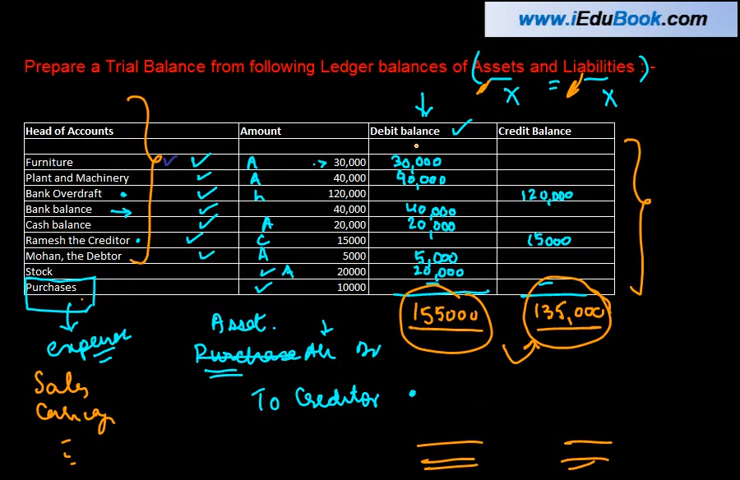 www.iEduBook.com
Prepare a Trial Balance from following Ledger balances of (Assets and Liabilities :)-
x = x
Head of Accounts Amount Debit balance Credit Balance
Furniture A 30,000 30,000
Plant and Machinery A 40,000 40,000
Bank Overdraft L 120,000 120,000
Bank balance 40,000 40,000
Cash balance A 20,000 20,000
Ramesh the Creditor C 15000 15000
Mohan, the Debtor A 5000 5,000
Stock A 20000 20,000
Purchases 10000
155000 135,000
Asset.
expense Purchase A/c Dr
Sales To Creditor